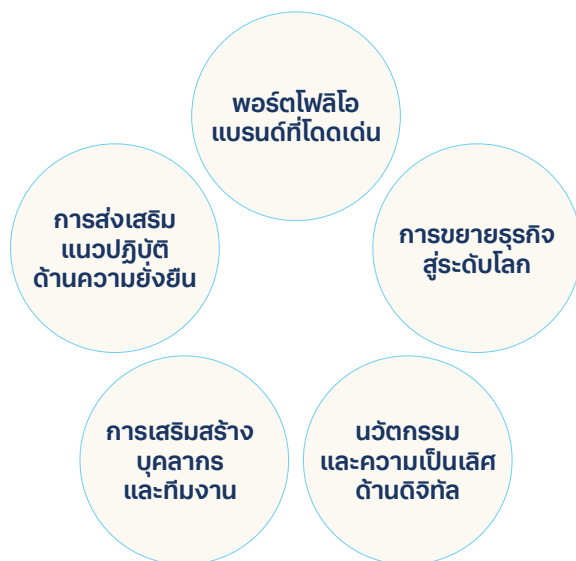 พอร์ตโฟลิโอ
แบรนด์ที่โดดเด่น
การขยายธุรกิจ
สู่ระดับโลก
นวัตกรรม
และความเป็นเลิศ
ด้านดิจิทัล
การเสริมสร้าง
บุคลากร
และทีมงาน
การส่งเสริม
แนวปฏิบัติ
ด้านความยั่งยืน